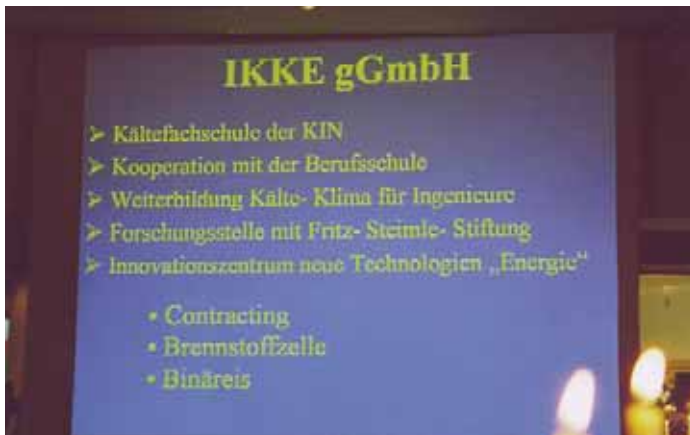 IKKE gGmbH
➢ Kältefachschule der KIN
➢ Kooperation mit der Berufsschule
➢ Weiterbildung Kälte- Klima für Ingenieure
➢ Forschungsstelle mit Fritz- Steimle- Stiftung
➢ Innovationszentrum neue Technologien „Energie“
• Contracting
• Brennstoffzelle
• Binäreis